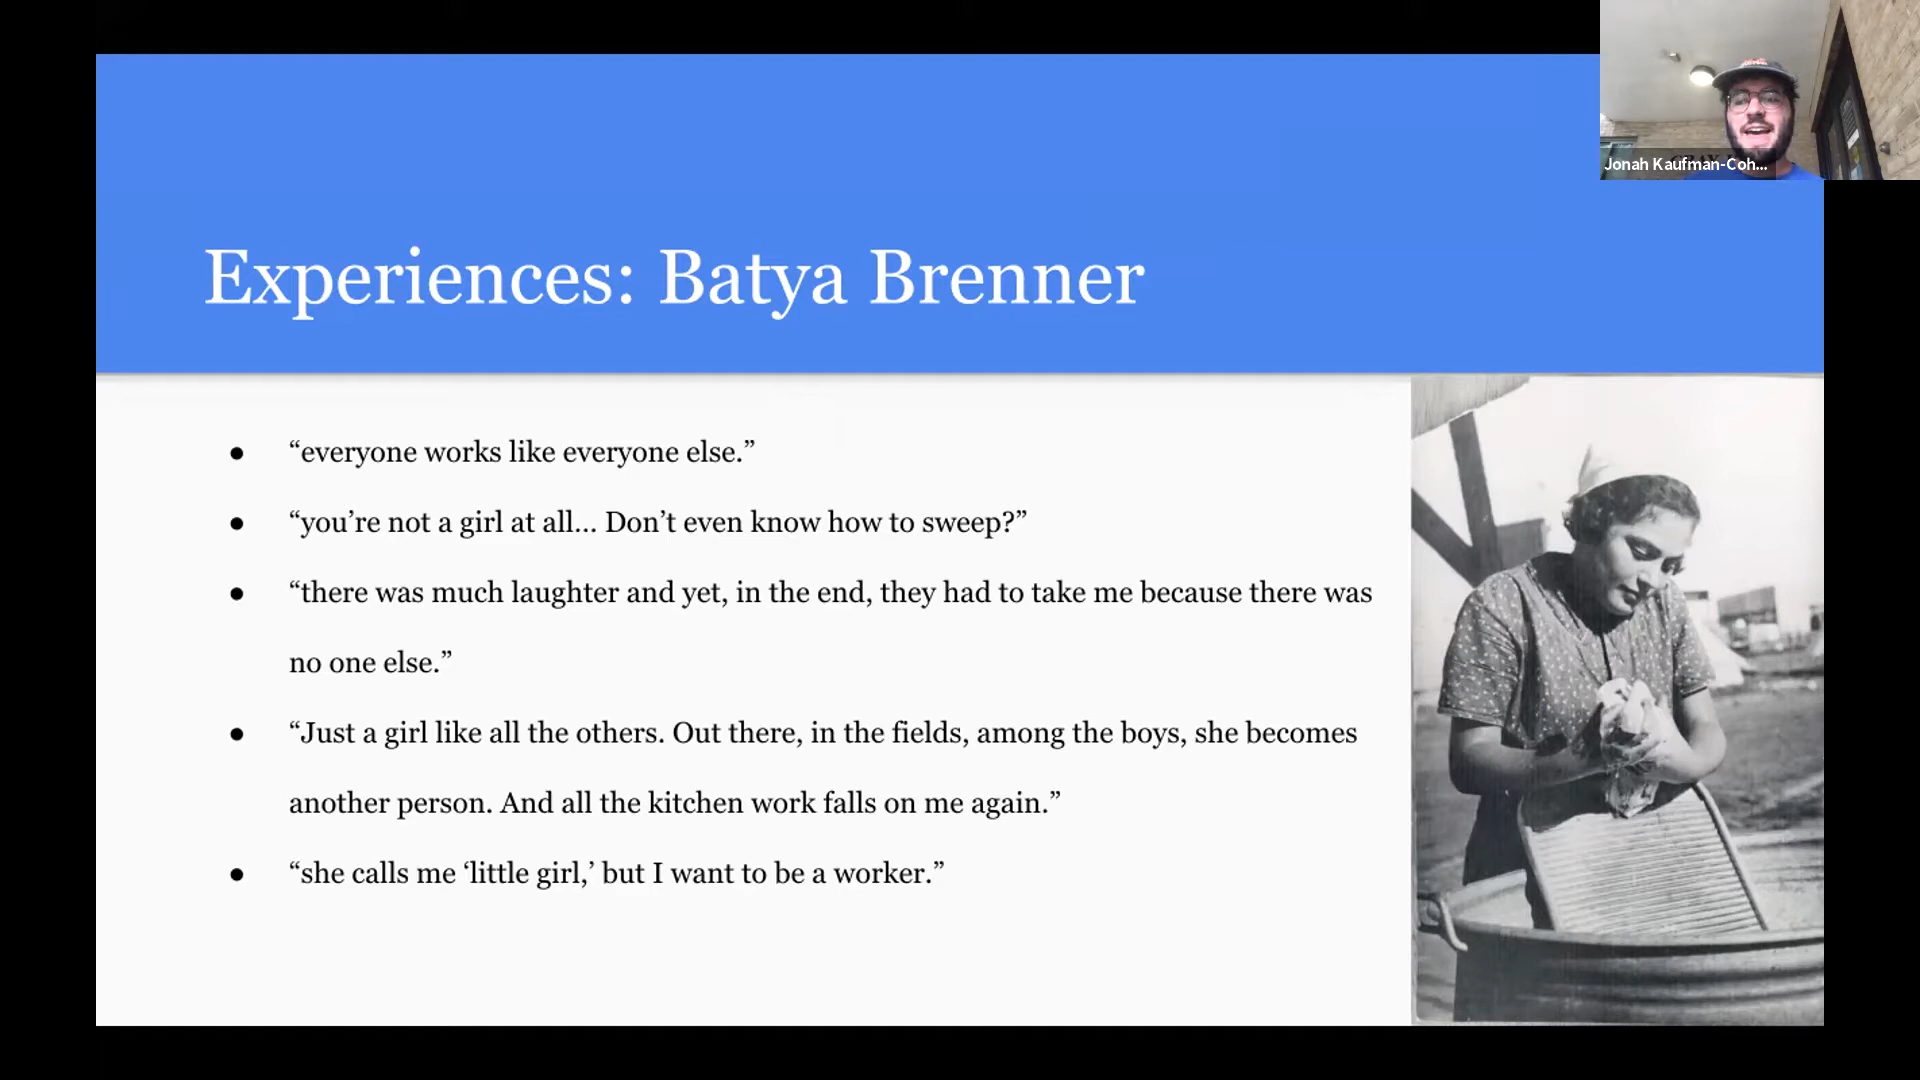 Jonah Kaufman-Coh...
Experiences: Batya Brenner
● “everyone works like everyone else.”
● “you’re not a girl at all... Don’t even know how to sweep?”
● “there was much laughter and yet, in the end, they had to take me because there was
no one else.”
● “Just a girl like all the others. Out there, in the fields, among the boys, she becomes
another person. And all the kitchen work falls on me again.”
● “she calls me ‘little girl,’ but I want to be a worker.”